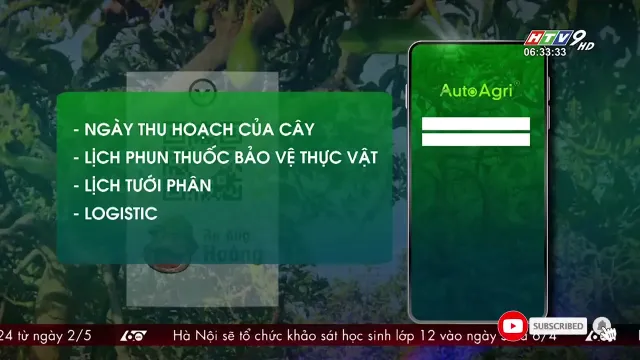 HTV9 HD
06:33:33
AutoAgri
- NGÀY THU HOẠCH CỦA CÂY
- LỊCH PHUN THUỐC BẢO VỆ THỰC VẬT
- LỊCH TƯỚI PHÂN
- LOGISTIC
Hoàng
SUBSCRIBED
24 từ ngày 2/5 60 Hà Nội sẽ tổ chức khảo sát học sinh lớp 12 vào ngày